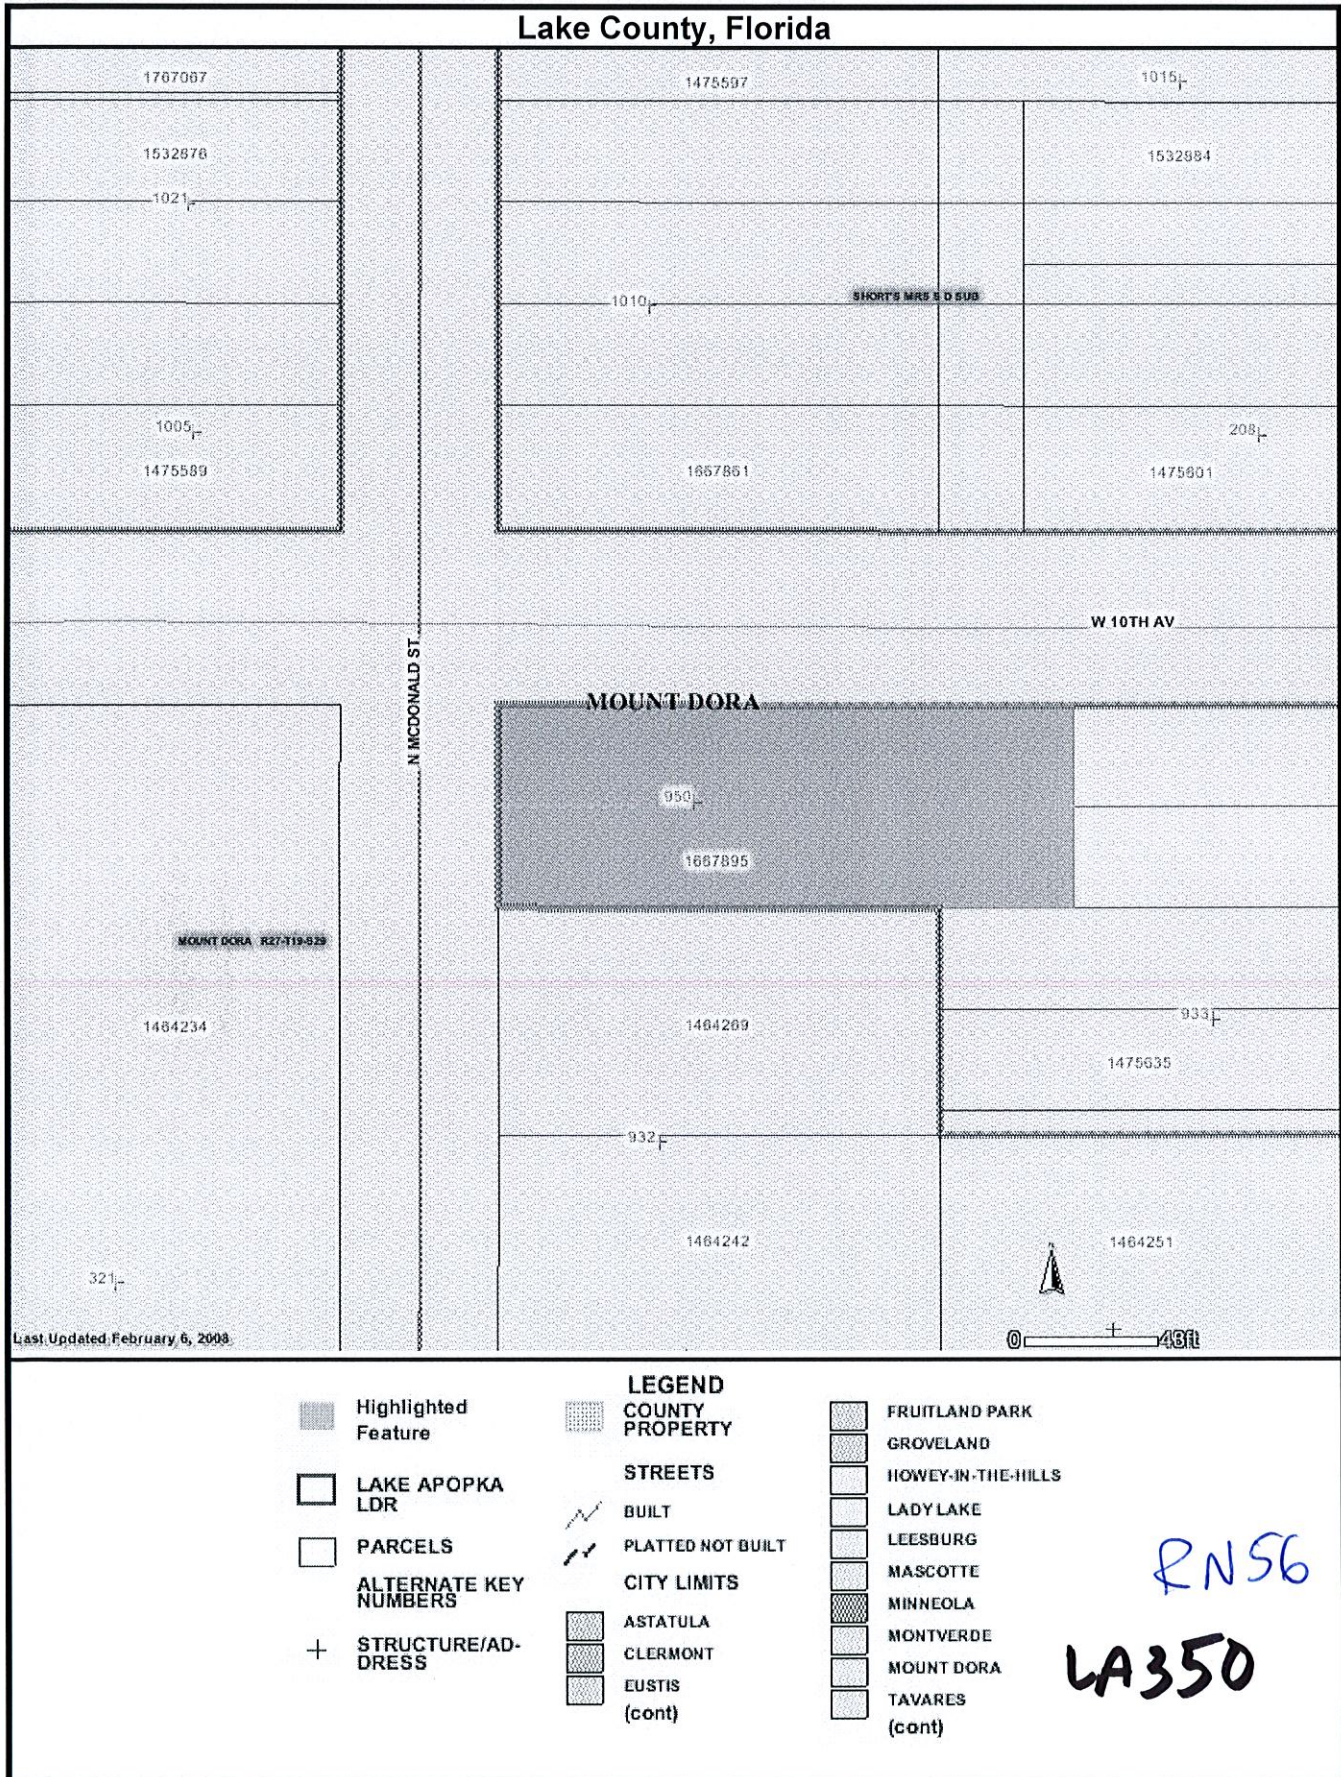 Lake County, Florida
1767067
1475597
1015
1532676
1532984
1021
1010
SHORT'S MRS S D SUB
1005
208
1475589
1667861
1475601
W 10TH AV
N MCDONALD ST
MOUNT DORA
950
1667895
MOUNT DORA R27-T19-S29
1464234
1464269
933
1475635
932
1464242
1464251
321
Last Updated February 6, 2008
0 48ft
LEGEND
Highlighted
Feature
LAKE APOPKA
LDR
PARCELS
ALTERNATE KEY
NUMBERS
STRUCTURE/AD-
DRESS
COUNTY
PROPERTY
STREETS
BUILT
PLATTED NOT BUILT
CITY LIMITS
ASTATULA
CLERMONT
EUSTIS
(cont)
FRUITLAND PARK
GROVELAND
HOWEY-IN-THE-HILLS
LADY LAKE
LEESBURG
MASCOTTE
MINNEOLA
MONTVERDE
MOUNT DORA
TAVARES
(cont)
RN56
LA350